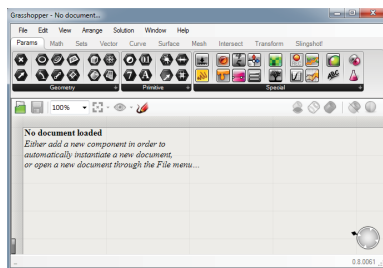 Grasshopper - No document...
File Edit View Arrange Solution Window Help
Params Math Sets Vector Curve Surface Mesh Intersect Transform Slingshot!
Geometry Primitive Special
100%
No document loaded
Either add a new component in order to
automatically instantiate a new document,
or open a new document through the File menu...
0.8.0061